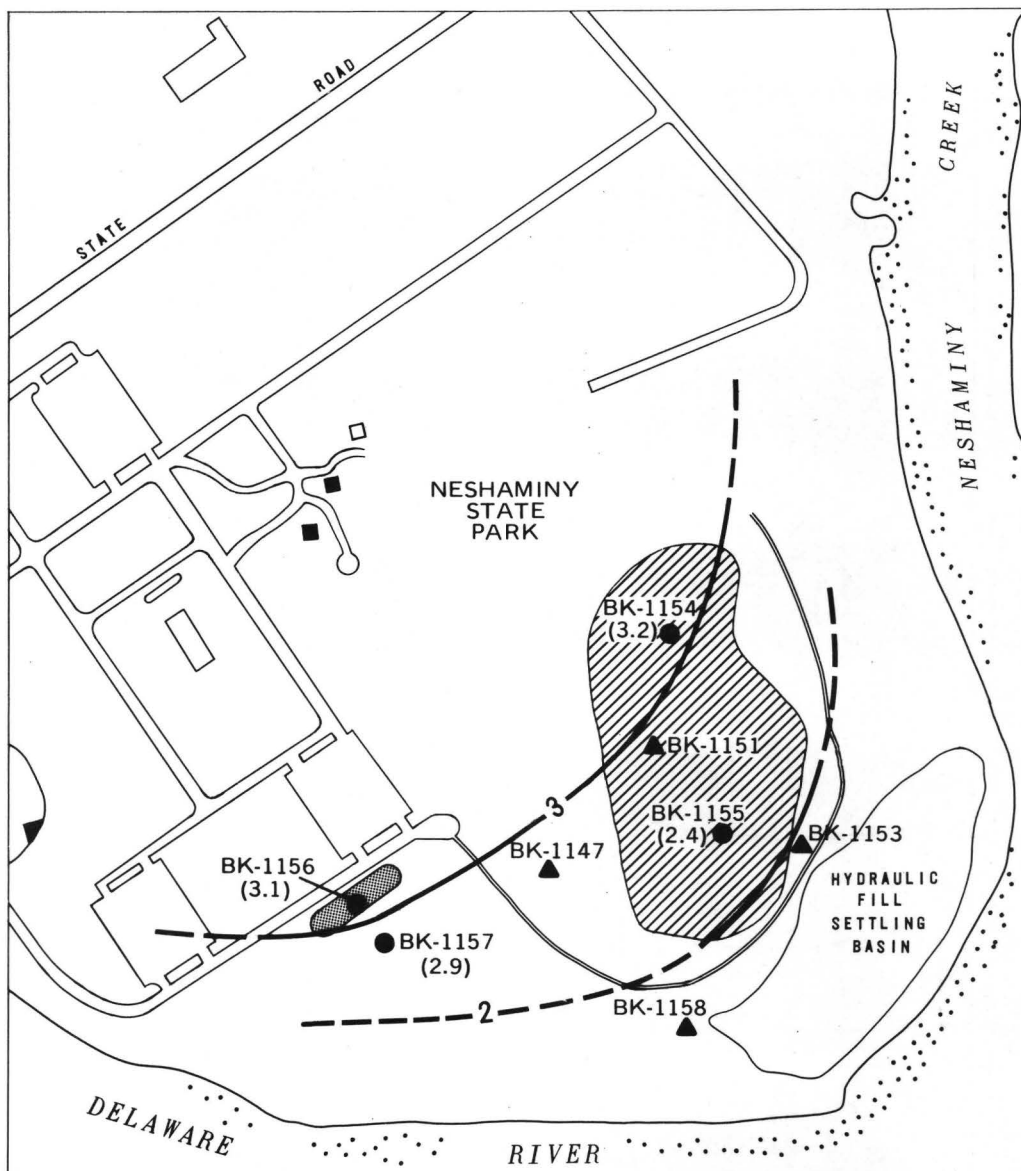 STATE ROAD
CREEK
NESHAMINY
NESHAMINY
STATE
PARK
BK-1154
(3.2)
BK-1151
3
BK-1155
(2.4)
BK-1153
BK-1147
BK-1156
(3.1)
HYDRAULIC
FILL
SETTLING
BASIN
BK-1157
(2.9)
2
BK-1158
DELAWARE RIVER